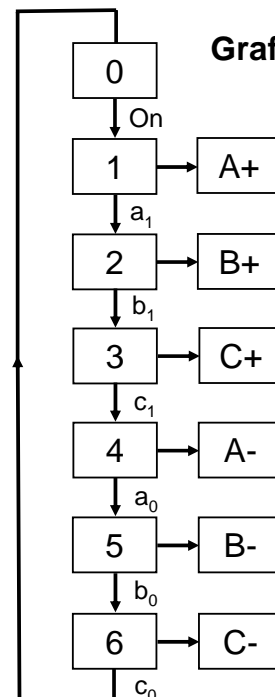 Graf
0
On
1 A+
a₁
2 B+
b₁
3 C+
c₁
4 A-
a₀
5 B-
b₀
6 C-
c₀